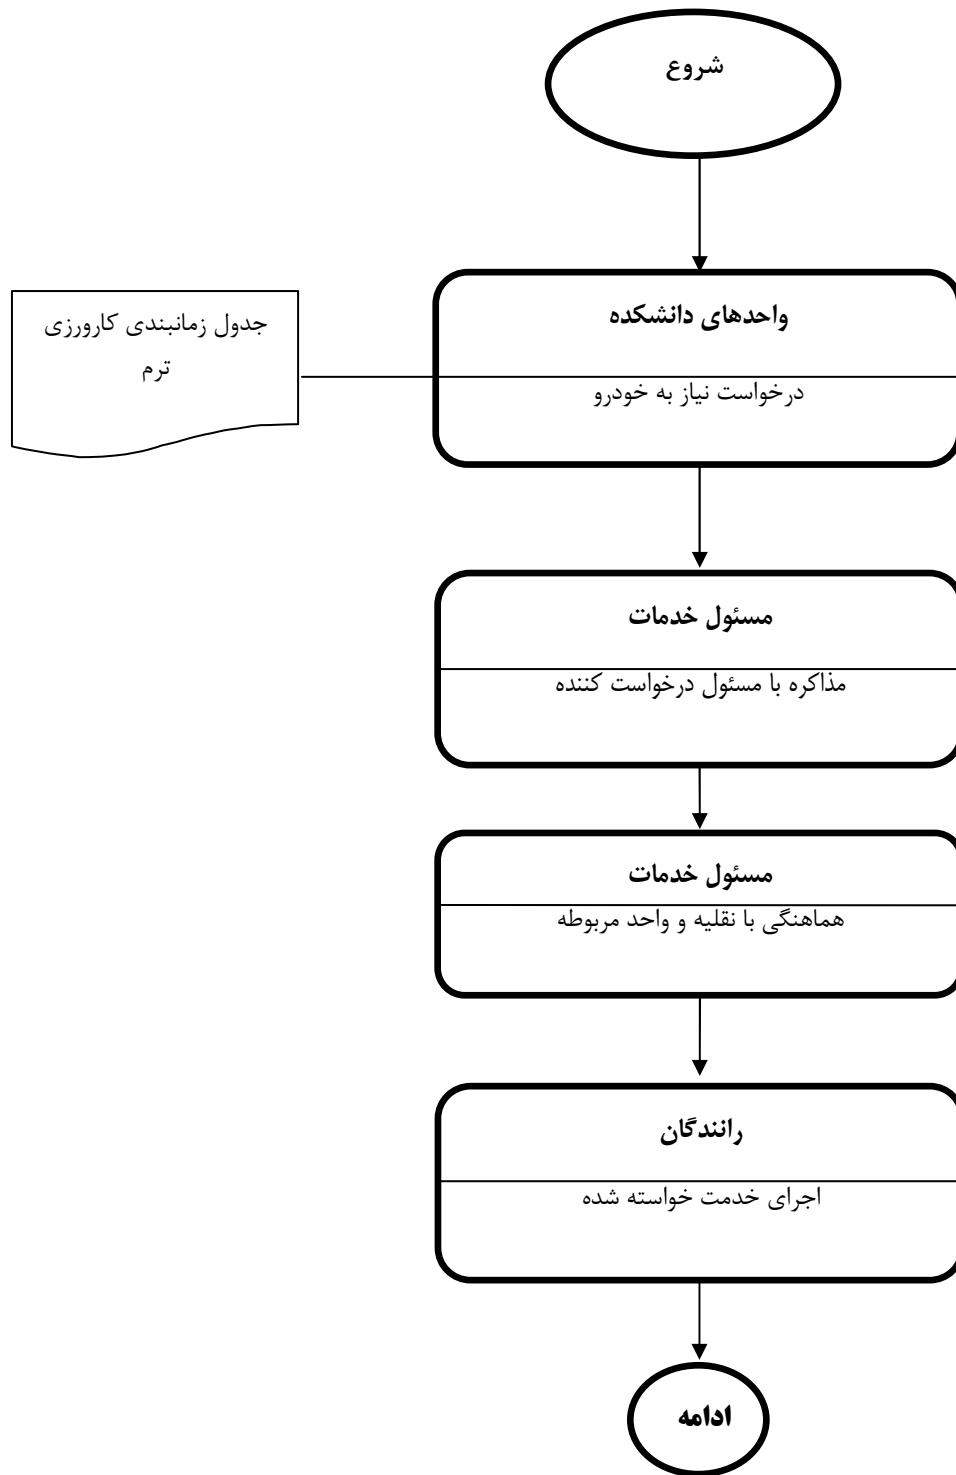 شروع
واحدهای دانشکده
درخواست نیاز به خودرو
جدول زمانبندی کارورزی
ترم
مسئول خدمات
مذاکره با مسئول درخواست کننده
مسئول خدمات
هماهنگی با نقلیه و واحد مربوطه
رانندگان
اجرای خدمت خواسته شده
ادامه